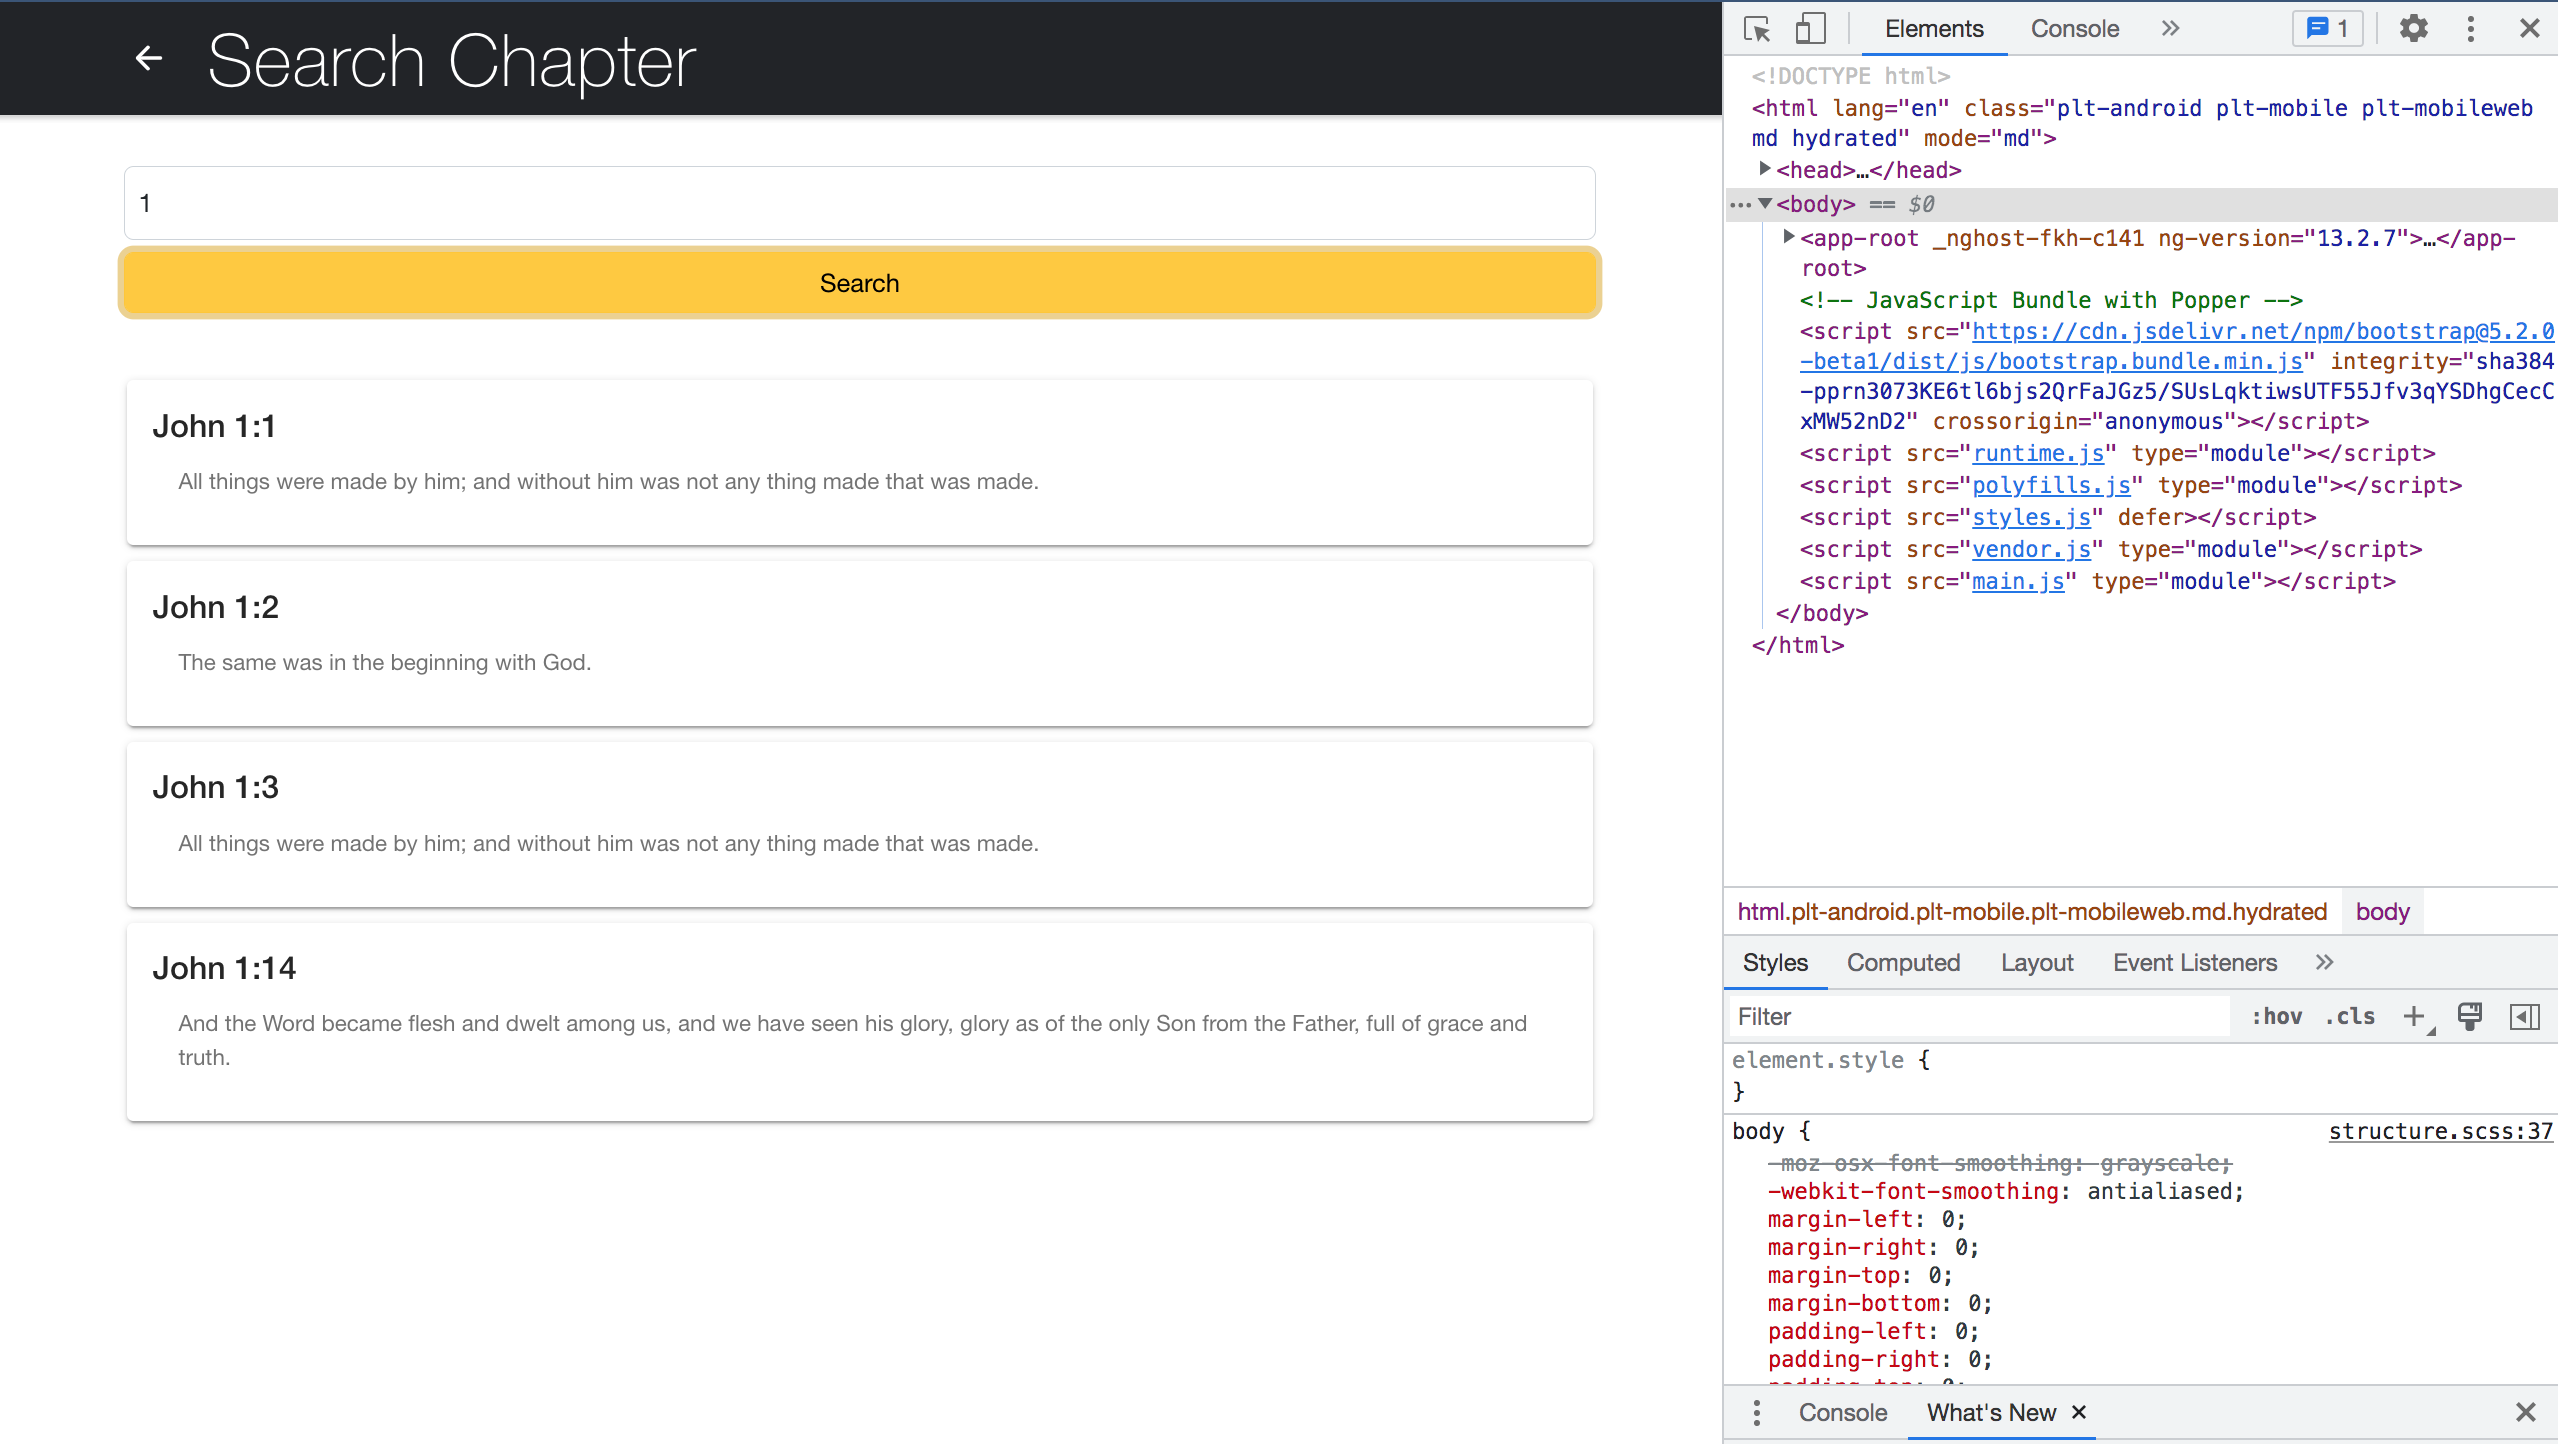 Search Chapter
1
Search
John 1:1
All things were made by him; and without him was not any thing made that was made.
John 1:2
The same was in the beginning with God.
John 1:3
All things were made by him; and without him was not any thing made that was made.
John 1:14
And the Word became flesh and dwelt among us, and we have seen his glory, glory as of the only Son from the Father, full of grace and
truth.
Elements Console 1
<!DOCTYPE html>
<html lang="en" class="plt-android plt-mobile plt-mobileweb
md hydrated" mode="md">
<head>…</head>
<body> == $0
<app-root _nghost-fkh-c141 ng-version="13.2.7">…</app-
root>
<!-- JavaScript Bundle with Popper -->
<script src="https://cdn.jsdelivr.net/npm/bootstrap@5.2.0
-beta1/dist/js/bootstrap.bundle.min.js" integrity="sha384
-pprn3073KE6tl6bjs2QrFaJGz5/SUsLqktiwsUTF55Jfv3qYSDhgCecC
xMW52nD2" crossorigin="anonymous"></script>
<script src="runtime.js" type="module"></script>
<script src="polyfills.js" type="module"></script>
<script src="styles.js" defer></script>
<script src="vendor.js" type="module"></script>
<script src="main.js" type="module"></script>
</body>
</html>
html.plt-android.plt-mobile.plt-mobileweb.md.hydrated body
Styles Computed Layout Event Listeners
Filter :hov .cls
element.style {
}
body { structure.scss:37
-moz-osx-font-smoothing: grayscale;
-webkit-font-smoothing: antialiased;
margin-left: 0;
margin-right: 0;
margin-top: 0;
margin-bottom: 0;
padding-left: 0;
padding-right: 0;
padding-top: 0;
Console What's New